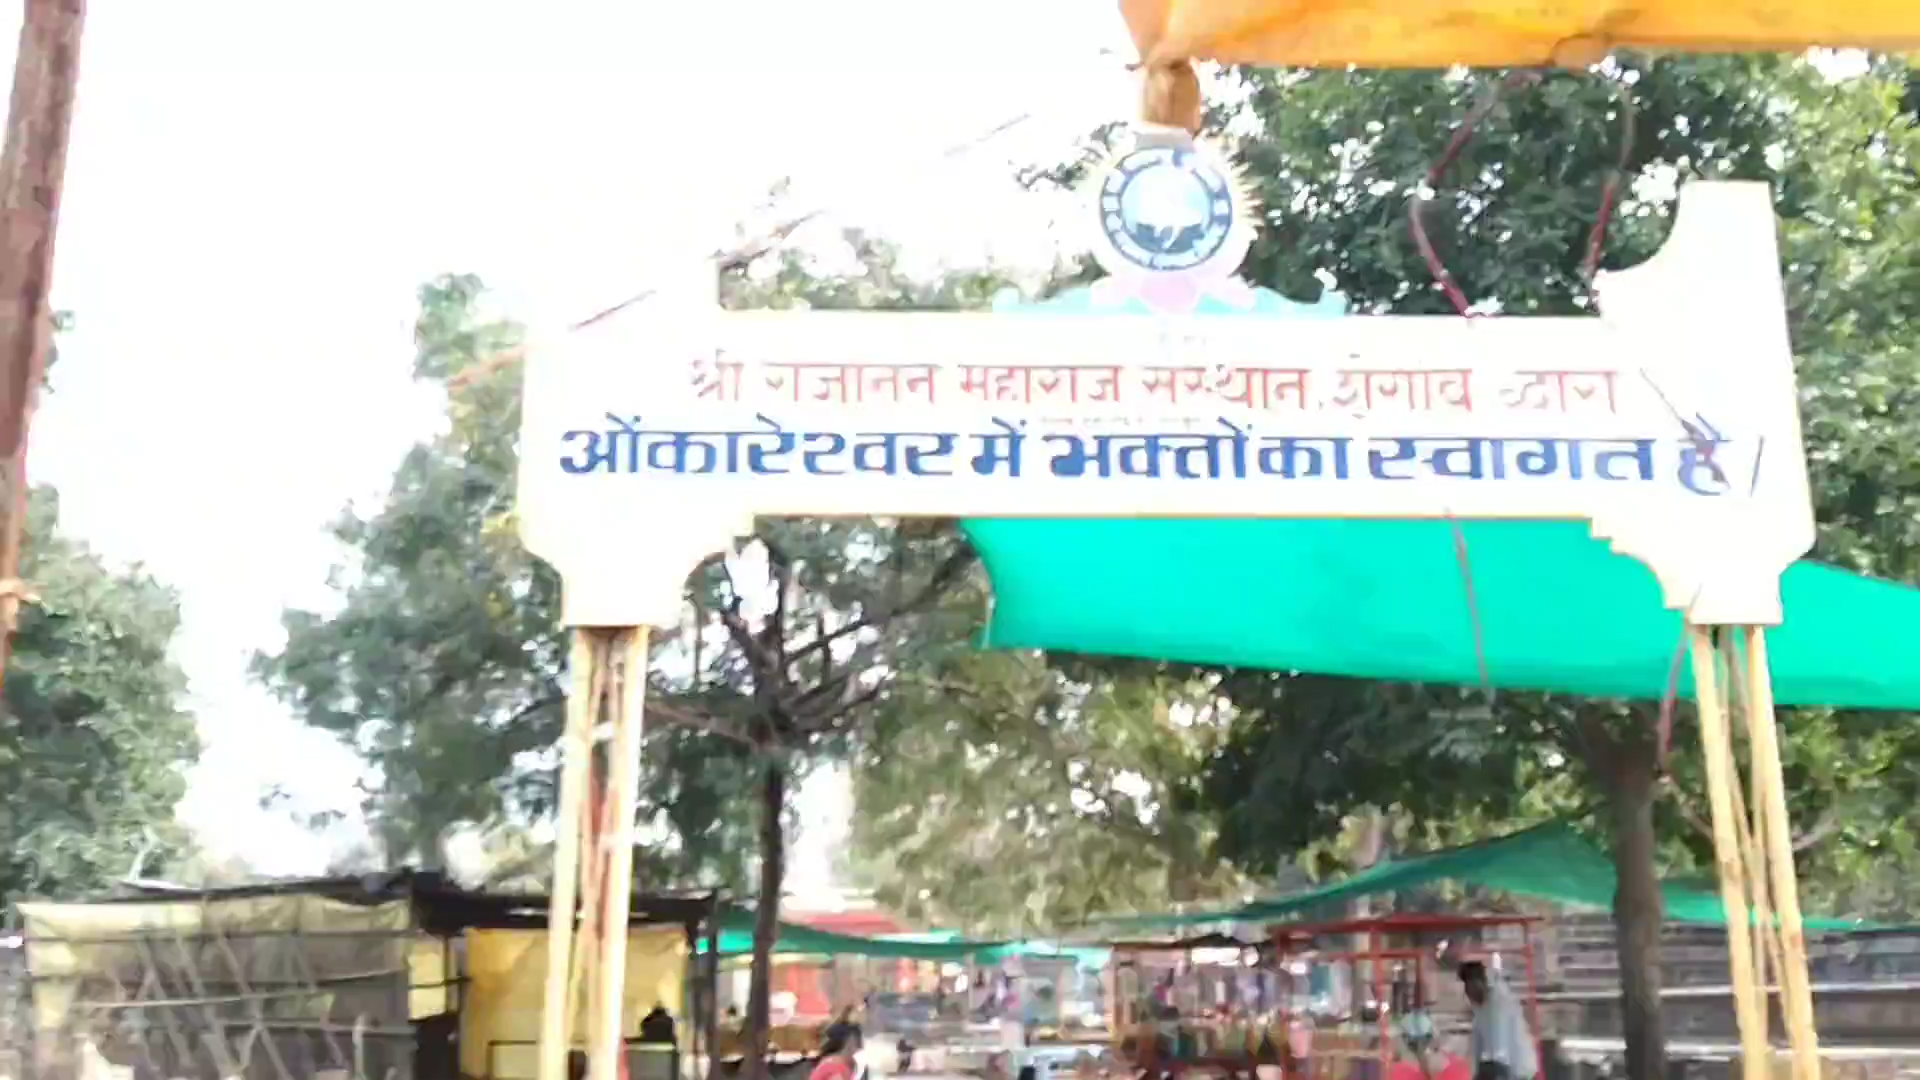 श्री गजानन महाराज संस्थान, शेगांव द्वारा
ओंकारेश्वर में भक्तों का स्वागत है।